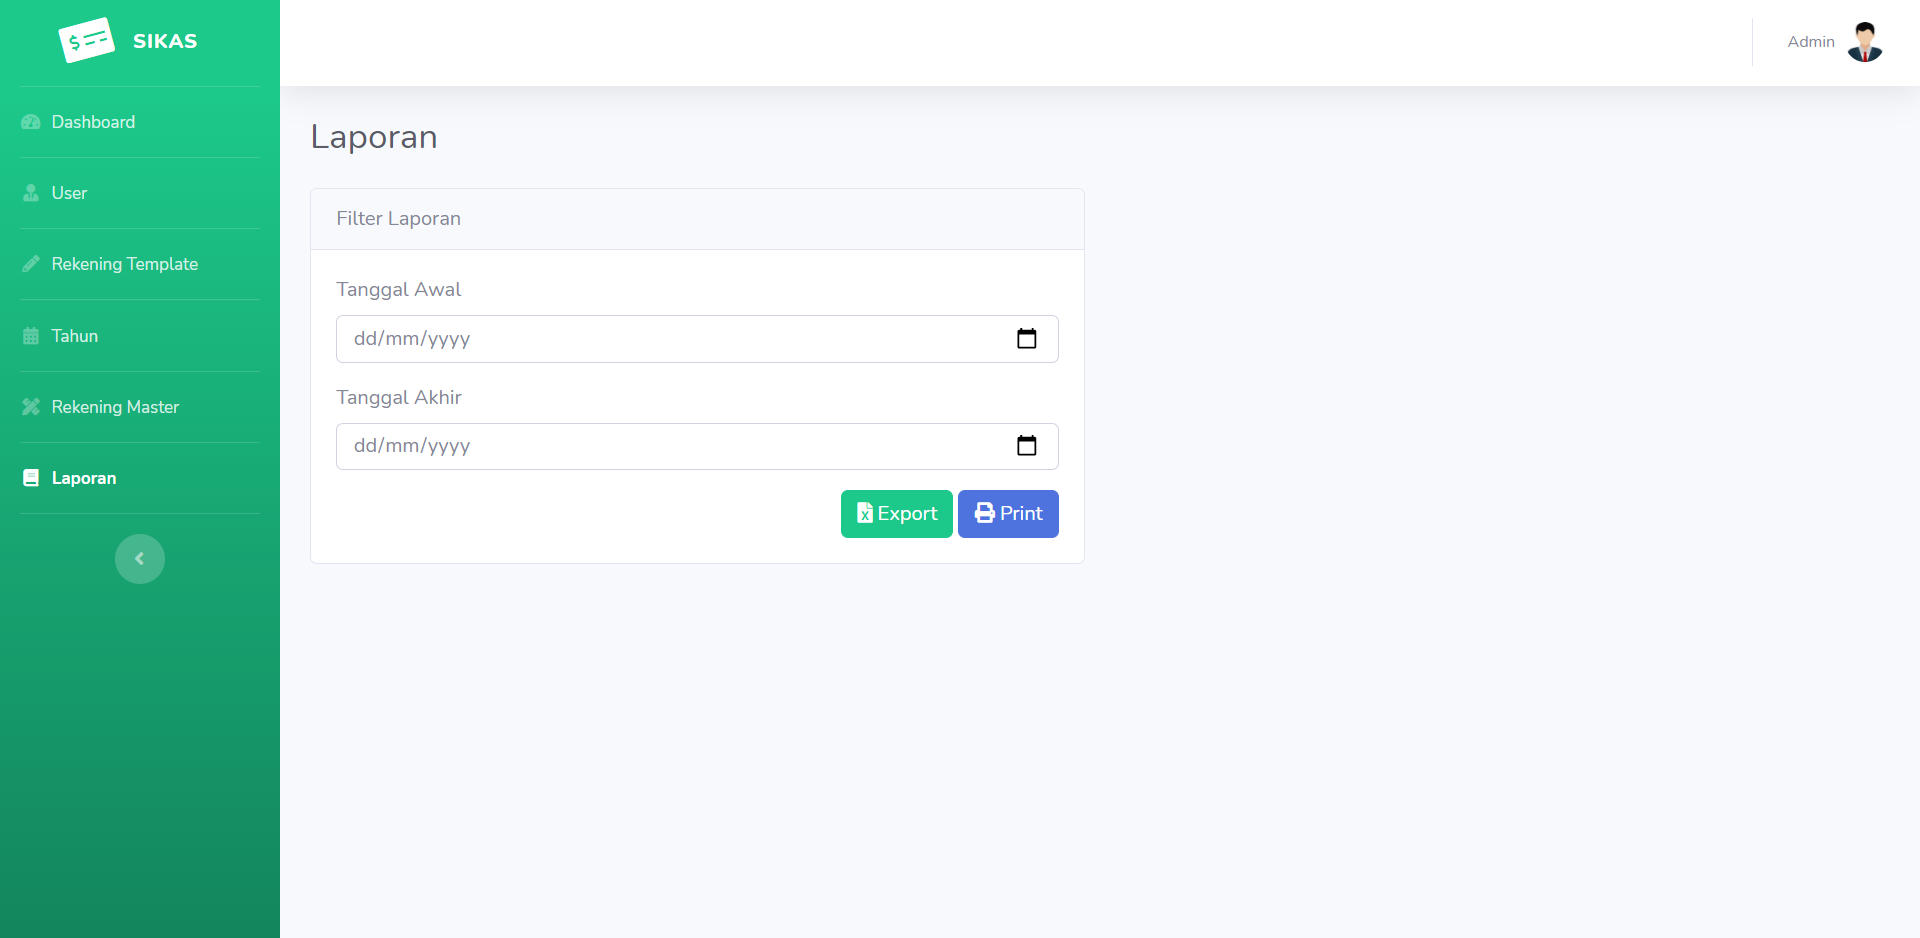 SIKAS
Admin
Dashboard
User
Rekening Template
Tahun
Rekening Master
Laporan
Laporan
Filter Laporan
Tanggal Awal
dd/mm/yyyy
Tanggal Akhir
dd/mm/yyyy
Export
Print